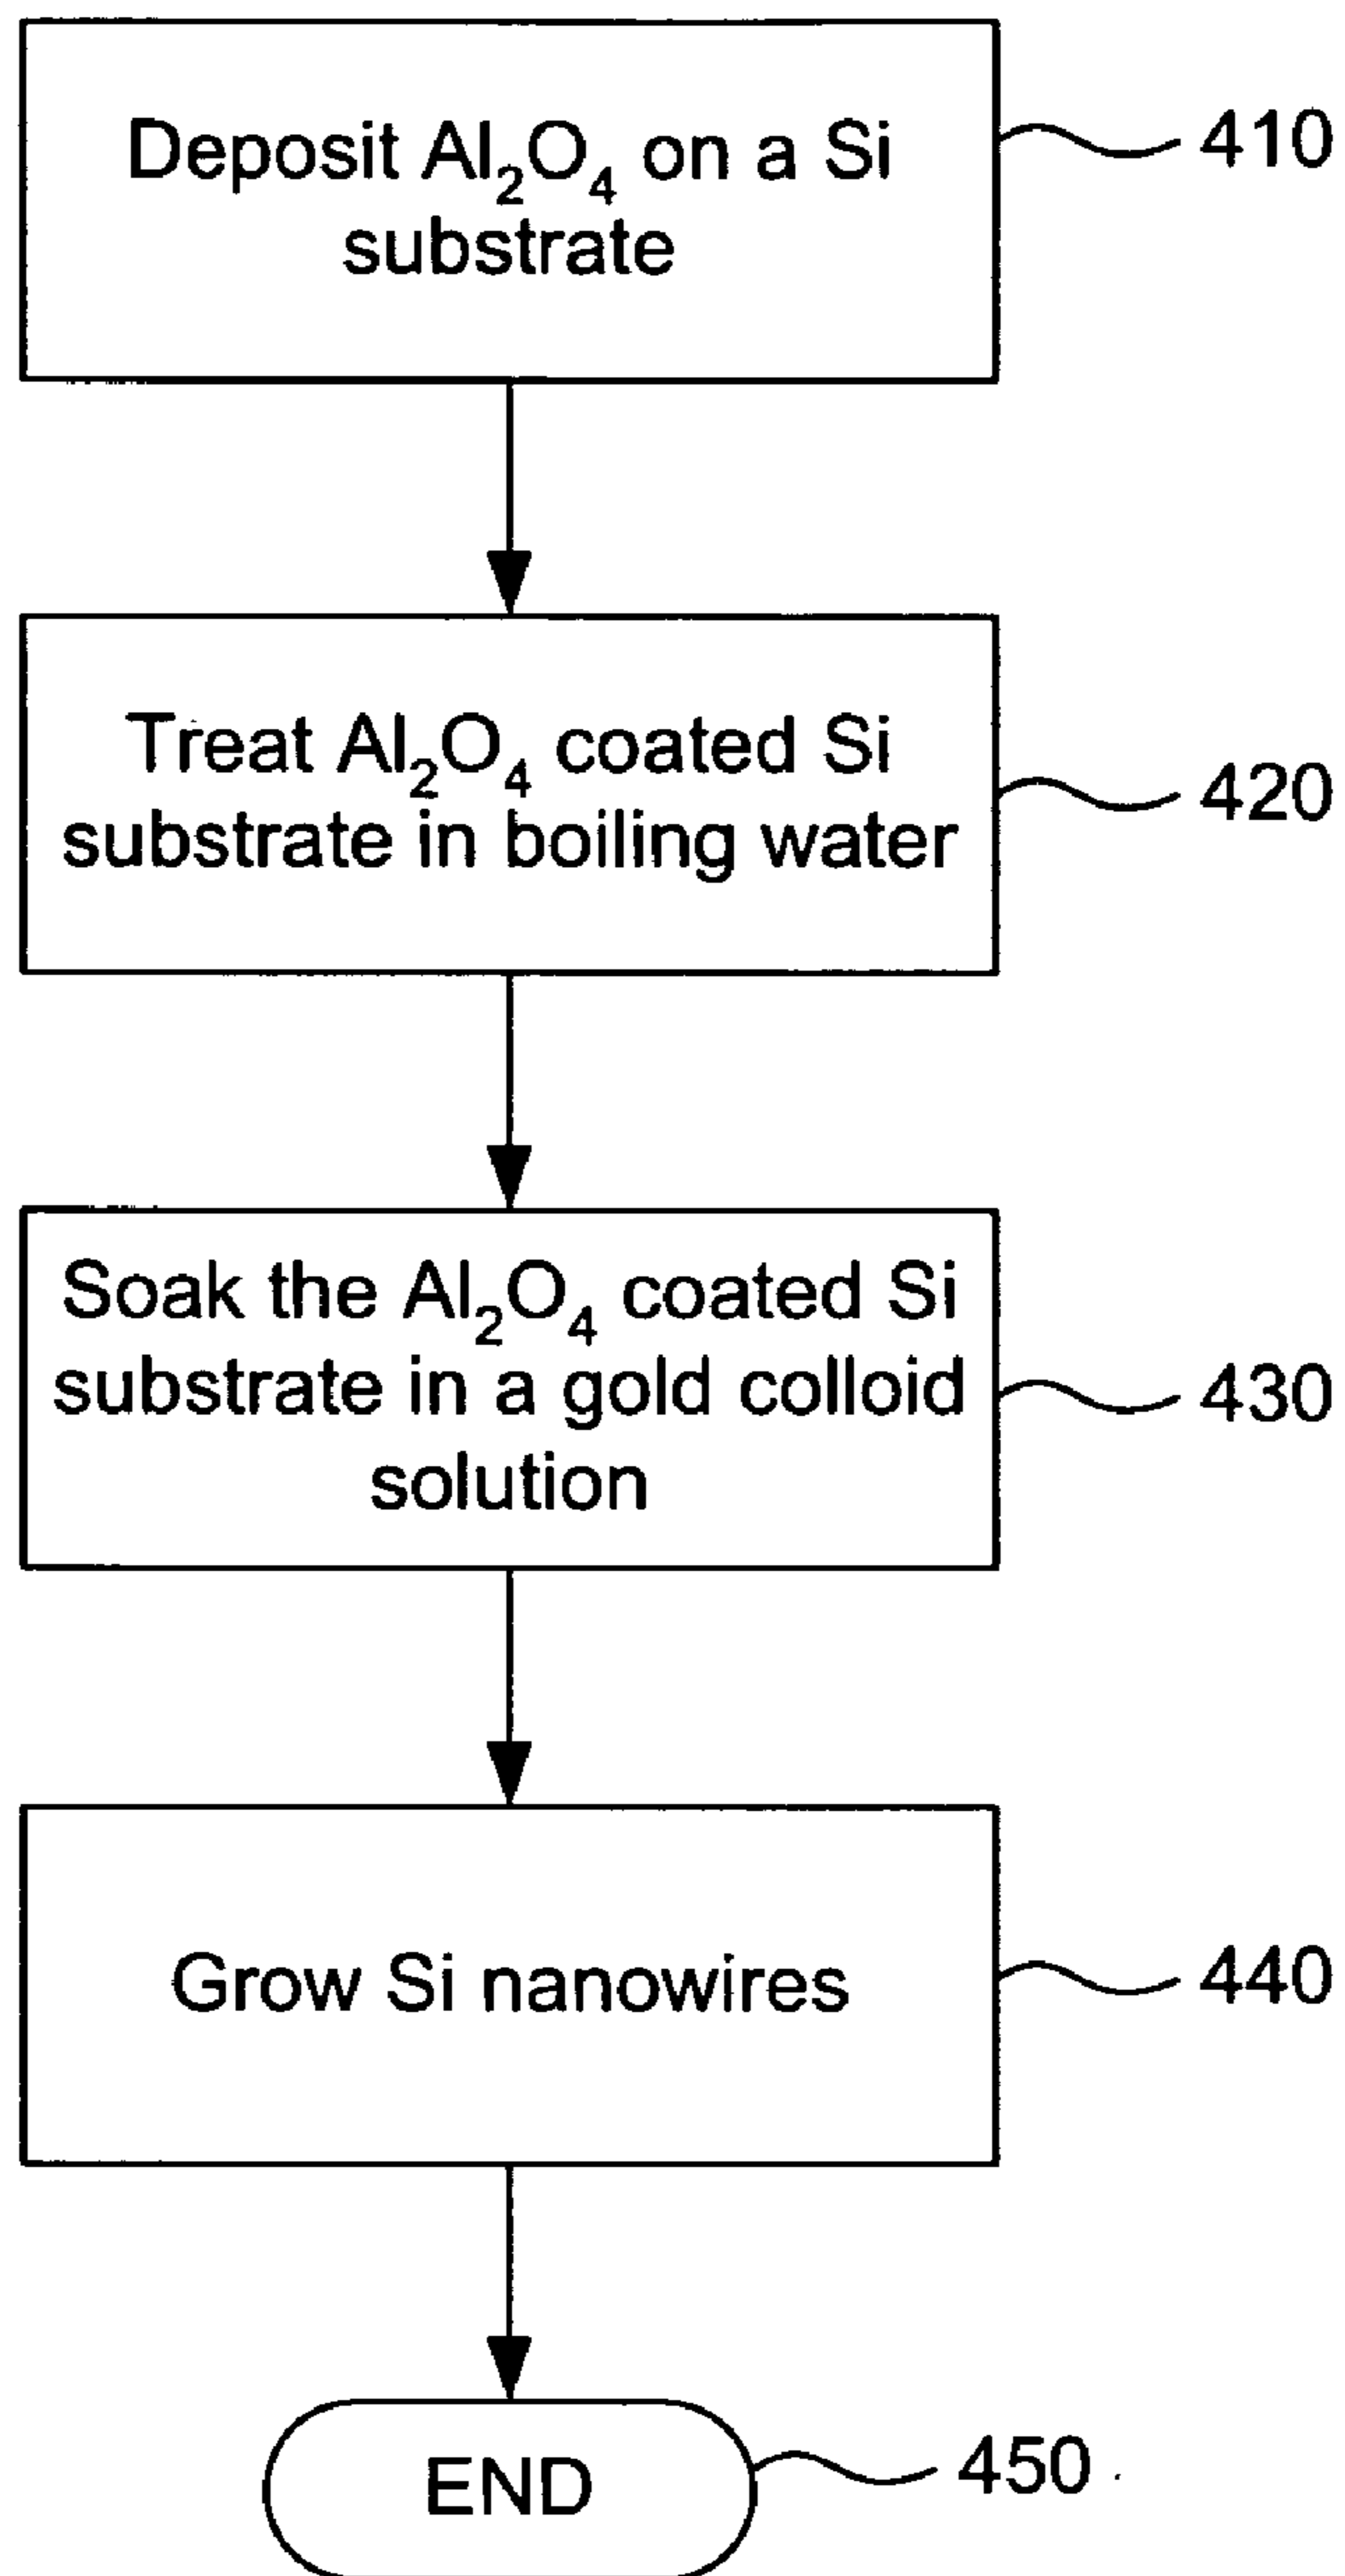 Deposit Al₂O₄ on a Si
substrate
410
Treat Al₂O₄ coated Si
substrate in boiling water
420
Soak the Al₂O₄ coated Si
substrate in a gold colloid
solution
430
Grow Si nanowires
440
END
450